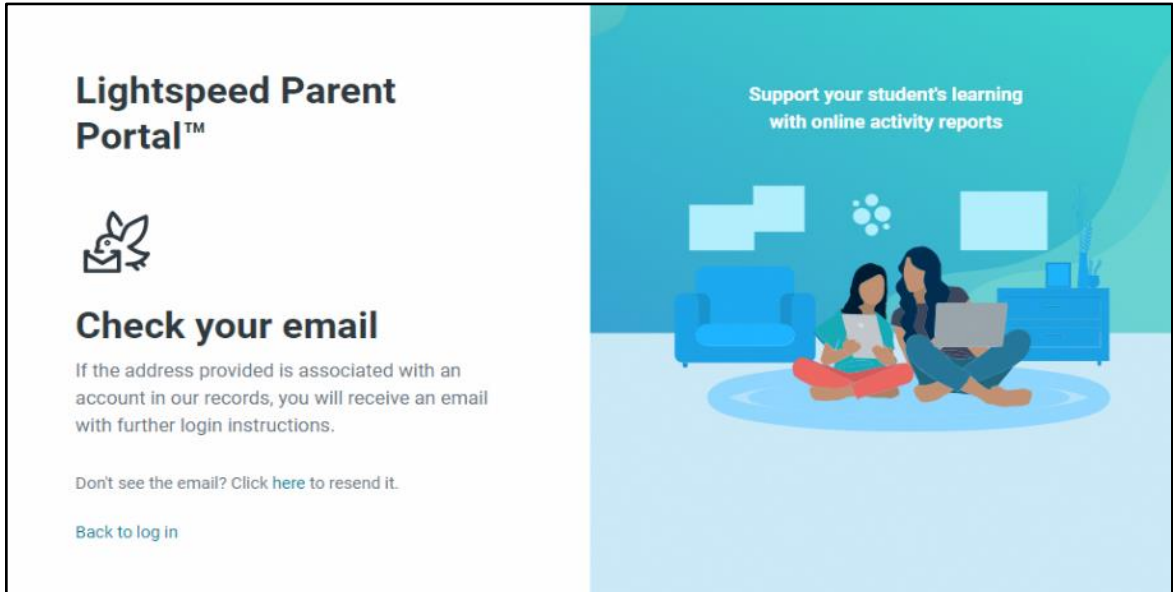 Lightspeed Parent
Portal™
Check your email
If the address provided is associated with an
account in our records, you will receive an email
with further login instructions.
Don't see the email? Click here to resend it.
Back to log in
Support your student's learning
with online activity reports